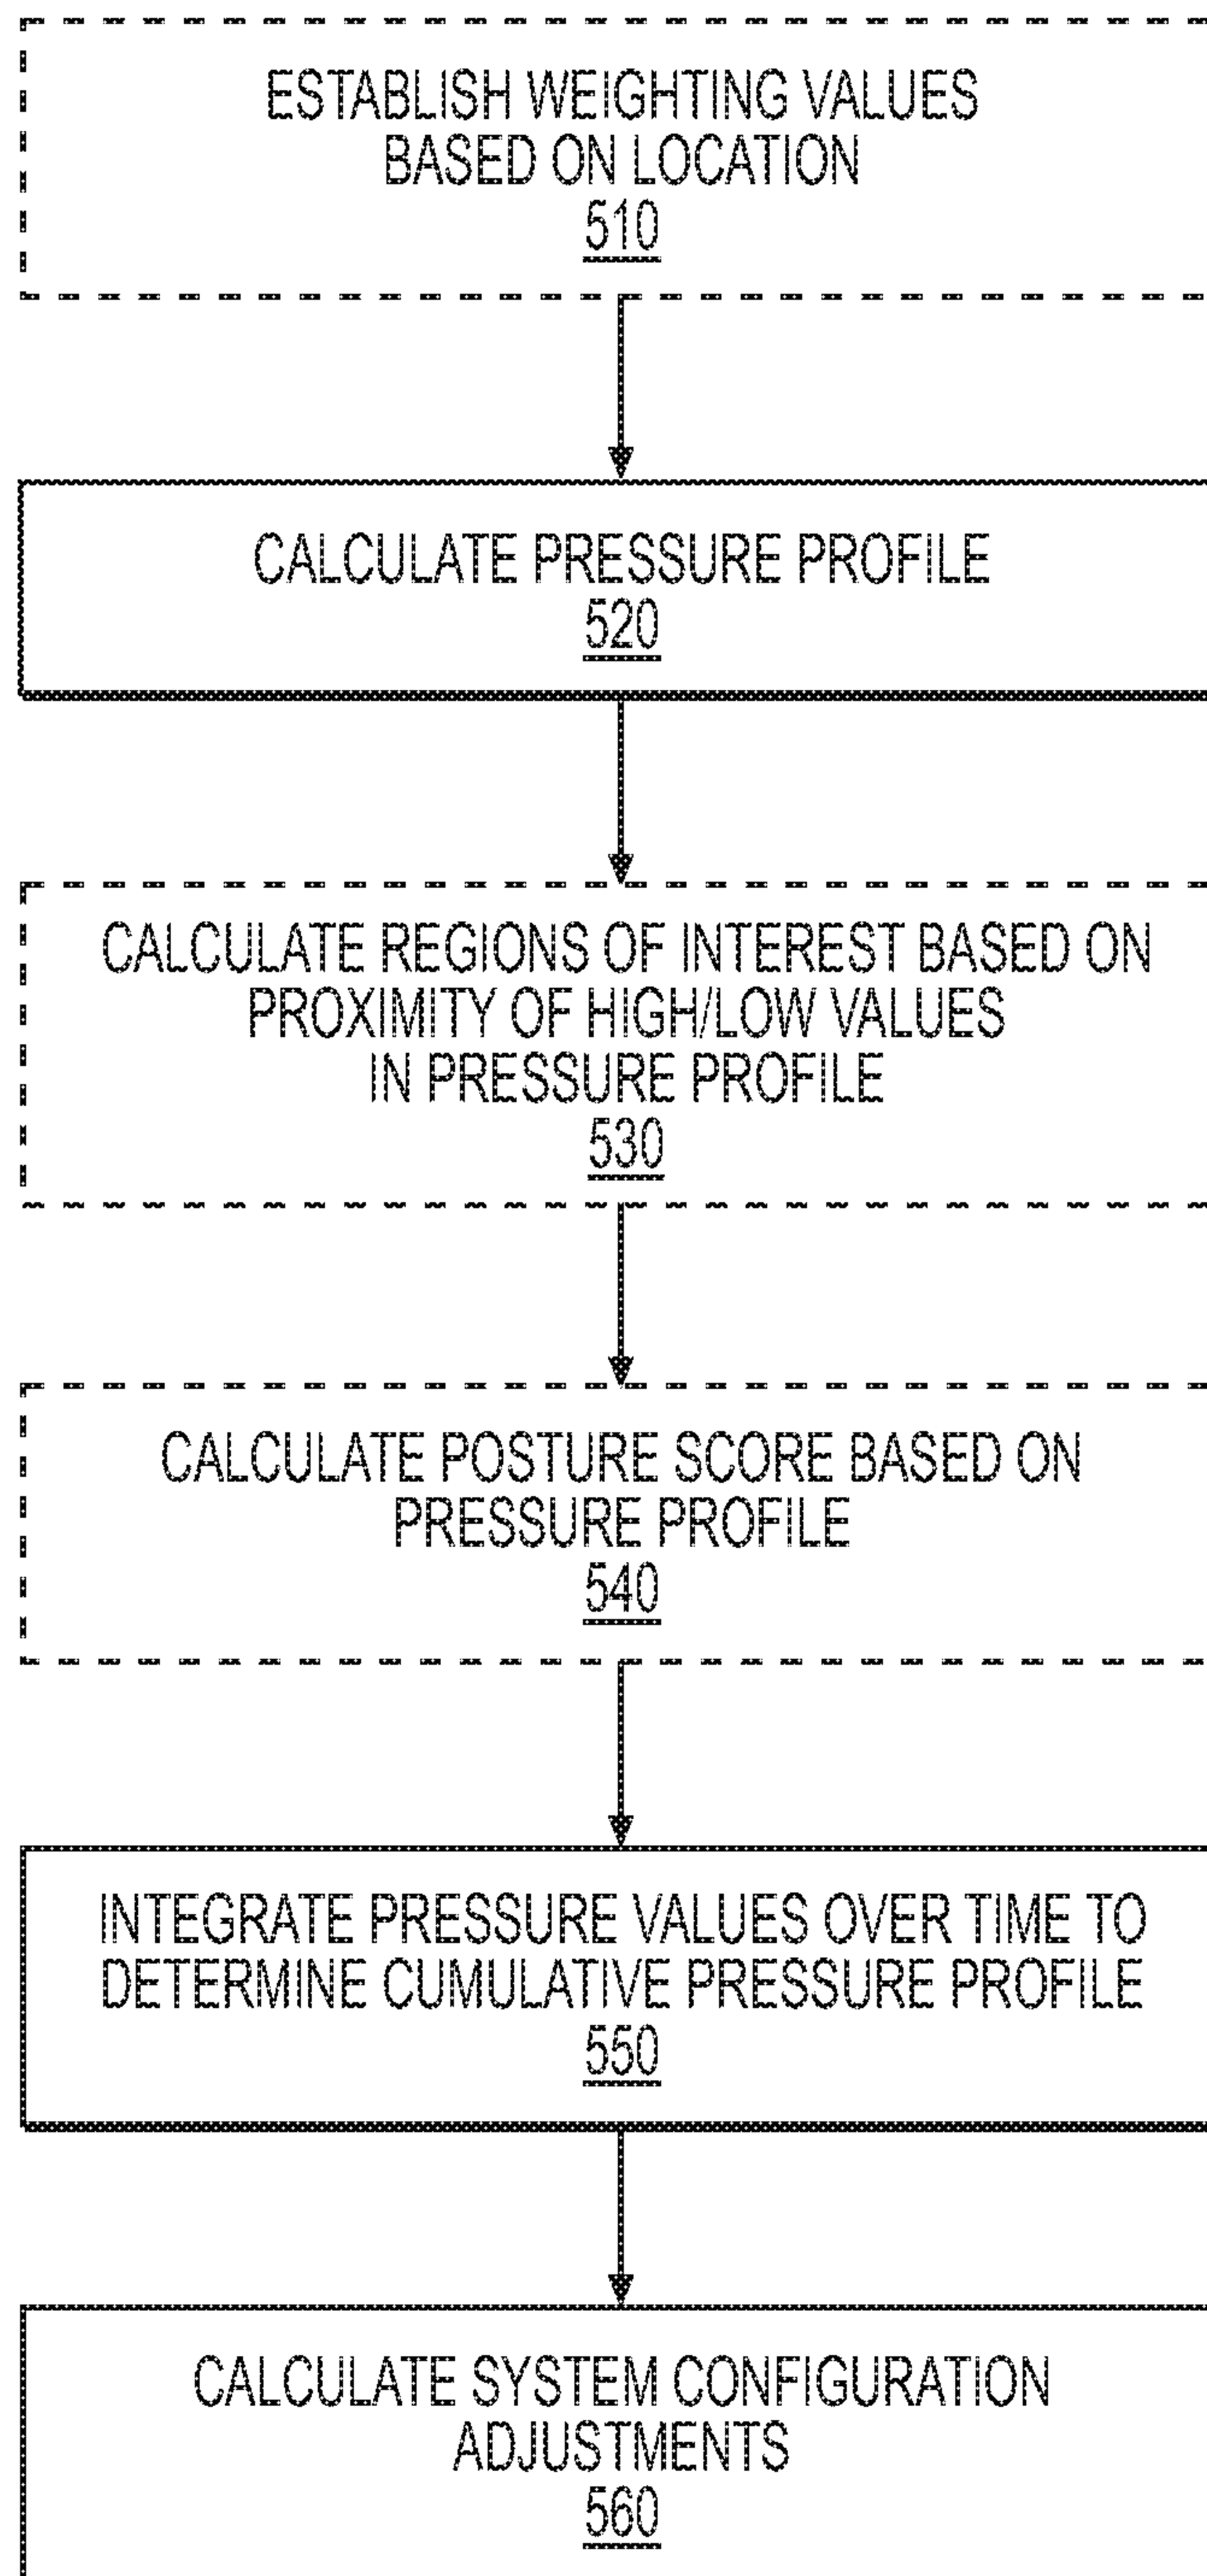 ESTABLISH WEIGHTING VALUES
BASED ON LOCATION
510
CALCULATE PRESSURE PROFILE
520
CALCULATE REGIONS OF INTEREST BASED ON
PROXIMITY OF HIGH/LOW VALUES
IN PRESSURE PROFILE
530
CALCULATE POSTURE SCORE BASED ON
PRESSURE PROFILE
540
INTEGRATE PRESSURE VALUES OVER TIME TO
DETERMINE CUMULATIVE PRESSURE PROFILE
550
CALCULATE SYSTEM CONFIGURATION
ADJUSTMENTS
560